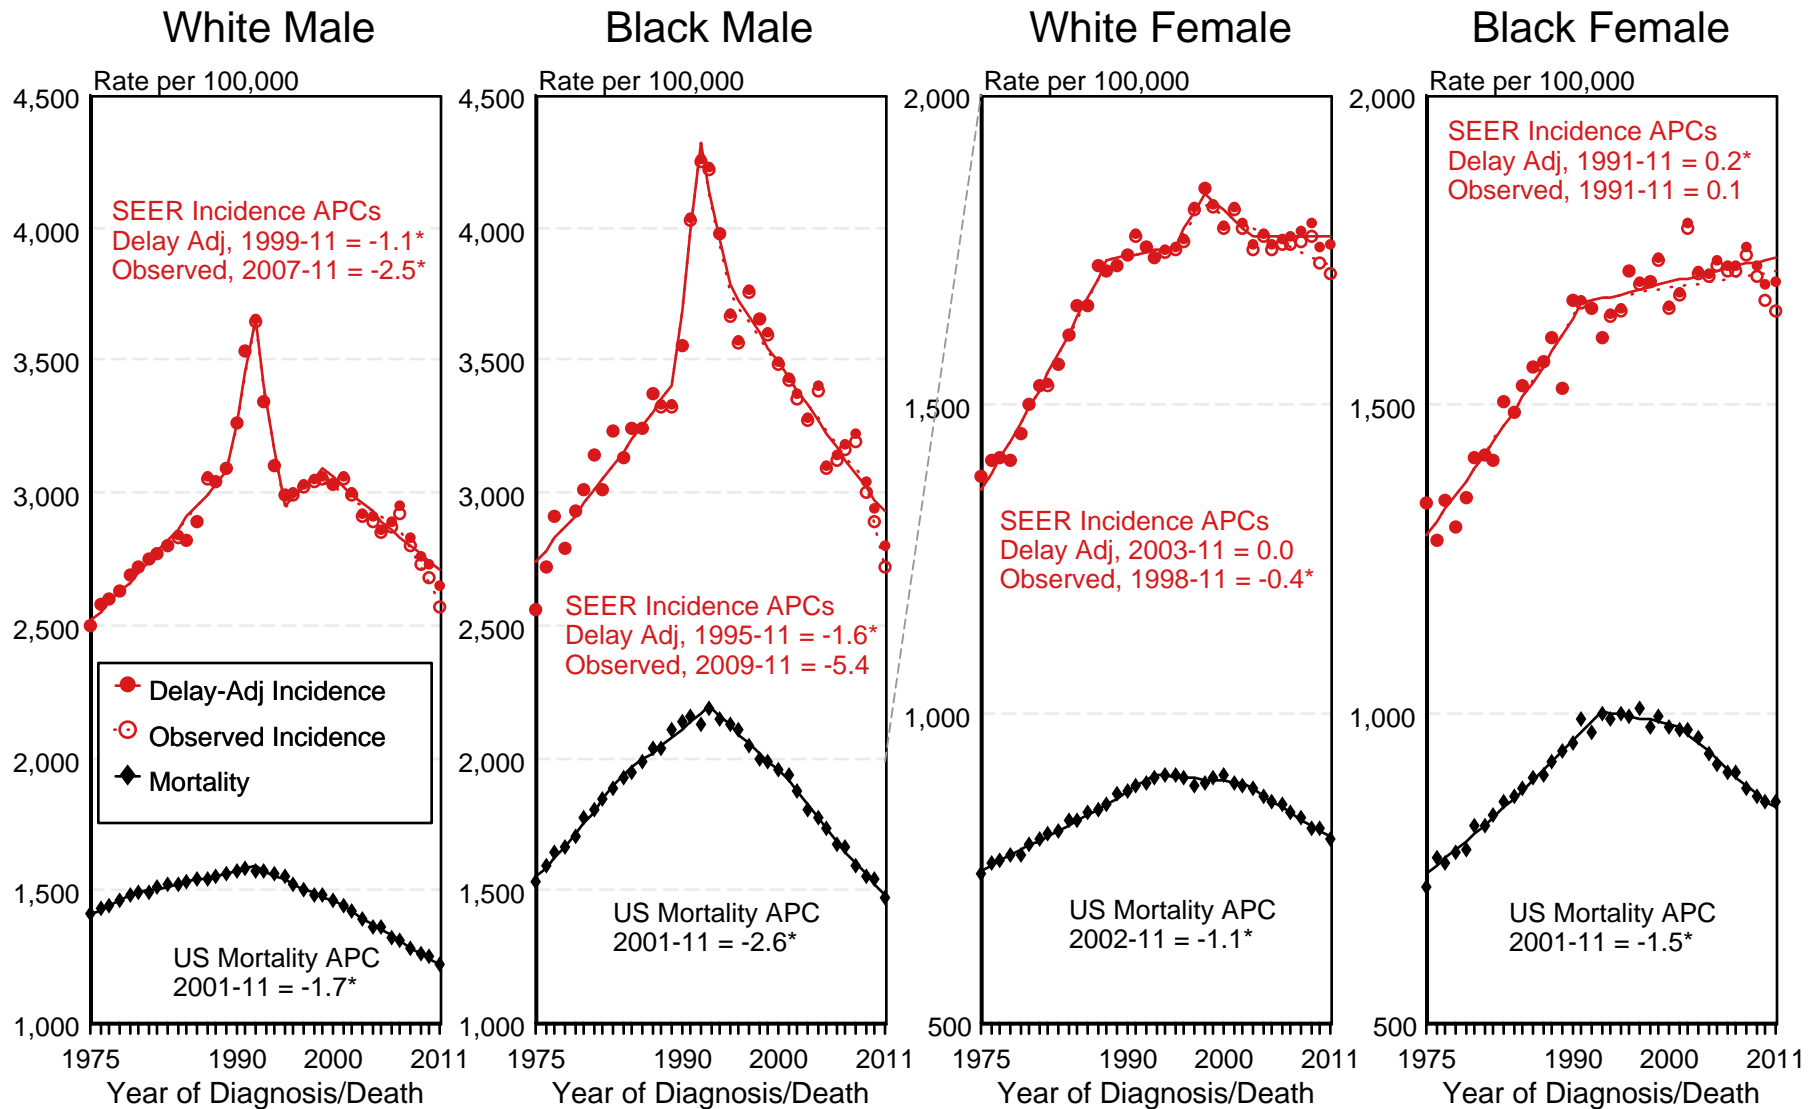 White Male
Rate per 100,000
4,500
4,000
3,500
3,000
2,500
2,000
1,500
1,000
SEER Incidence APCs
Delay Adj, 1999-11 = -1.1*
Observed, 2007-11 = -2.5*
Delay-Adj Incidence
Observed Incidence
Mortality
US Mortality APC
2001-11 = -1.7*
1975 1990 2000 2011
Year of Diagnosis/Death
Black Male
Rate per 100,000
4,500
4,000
3,500
3,000
2,500
2,000
1,500
1,000
SEER Incidence APCs
Delay Adj, 1995-11 = -1.6*
Observed, 2009-11 = -5.4
US Mortality APC
2001-11 = -2.6*
1975 1990 2000 2011
Year of Diagnosis/Death
White Female
Rate per 100,000
2,000
1,500
1,000
500
SEER Incidence APCs
Delay Adj, 2003-11 = 0.0
Observed, 1998-11 = -0.4*
US Mortality APC
2002-11 = -1.1*
1975 1990 2000 2011
Year of Diagnosis/Death
Black Female
Rate per 100,000
2,000
1,500
1,000
500
SEER Incidence APCs
Delay Adj, 1991-11 = 0.2*
Observed, 1991-11 = 0.1
US Mortality APC
2001-11 = -1.5*
1975 1990 2000 2011
Year of Diagnosis/Death